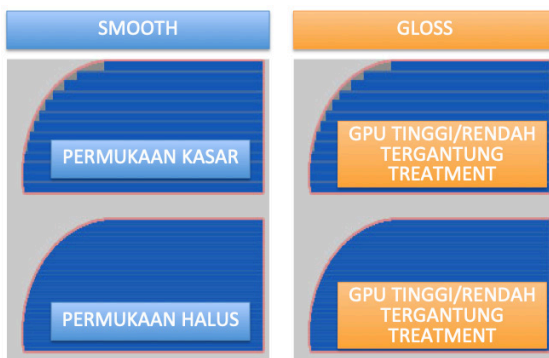 SMOOTH
GLOSS
PERMUKAAN KASAR
GPU TINGGI/RENDAH
TERGANTUNG
TREATMENT
PERMUKAAN HALUS
GPU TINGGI/RENDAH
TERGANTUNG
TREATMENT